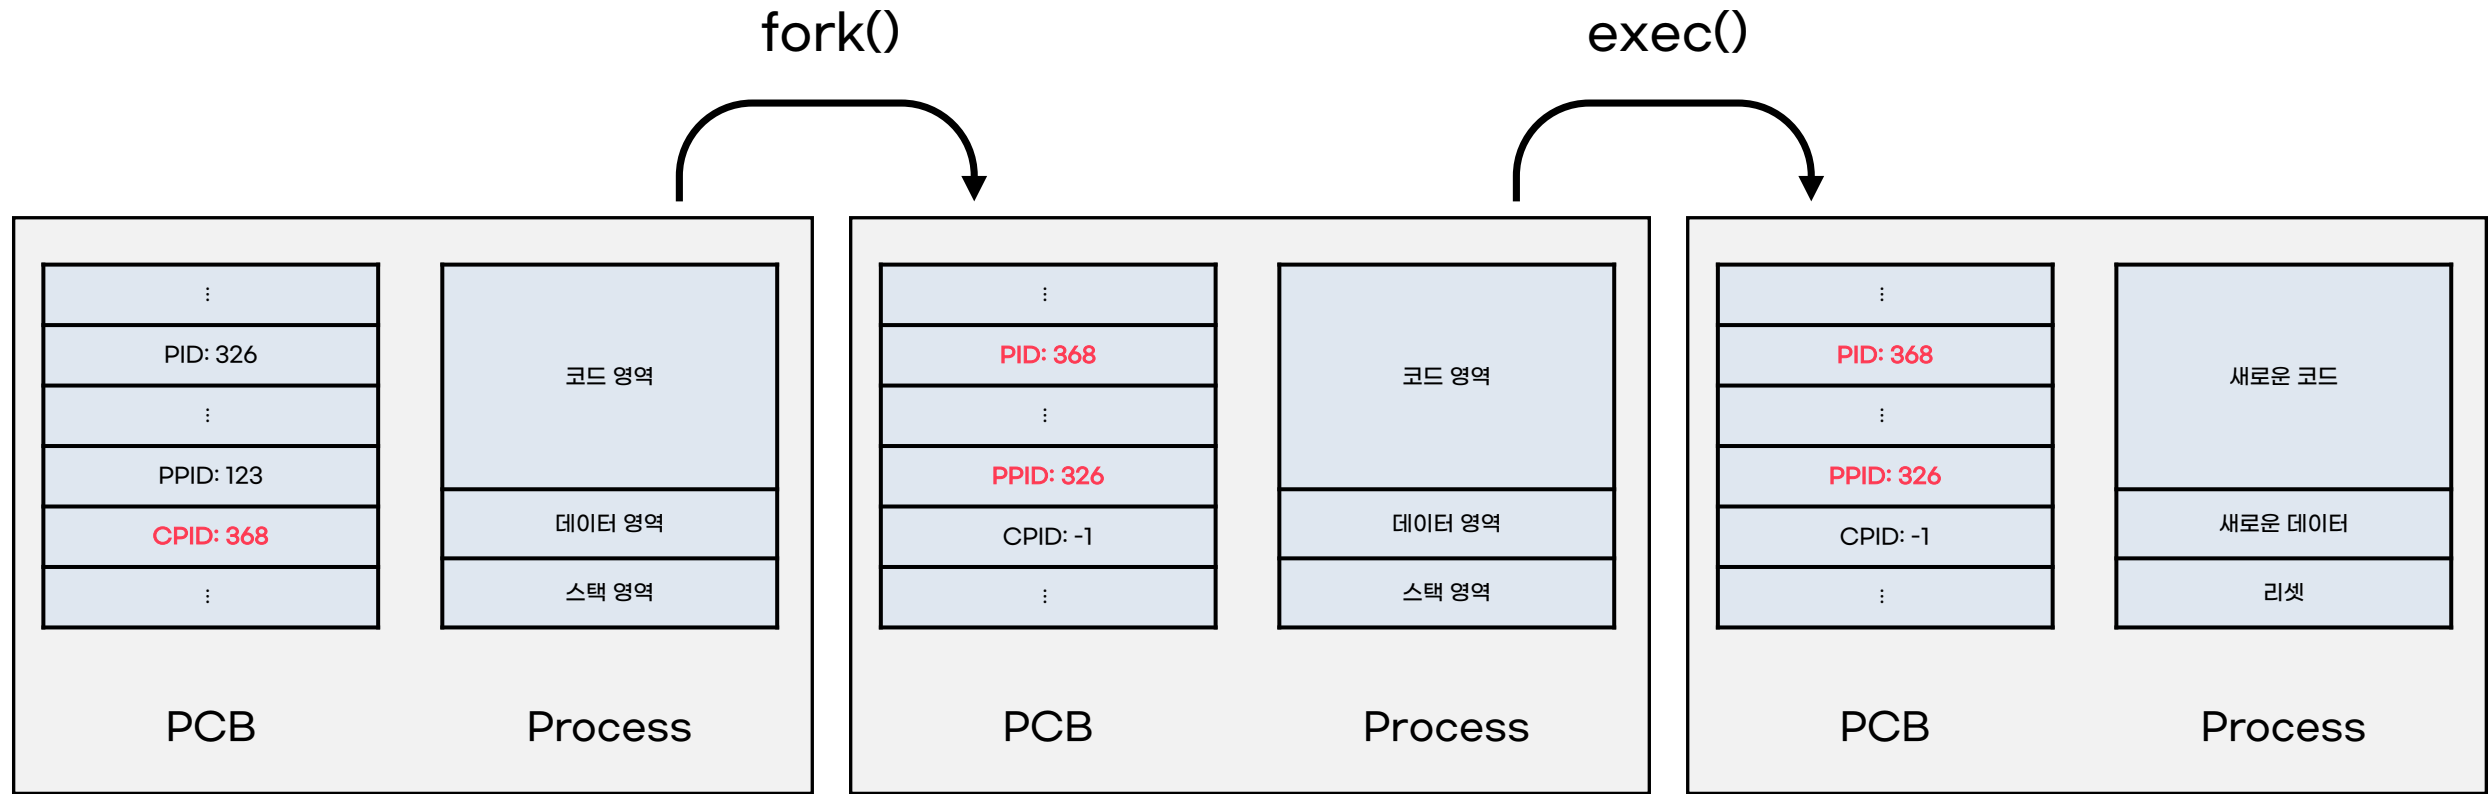 fork()
exec()
⋮
PID: 326
⋮
PPID: 123
CPID: 368
⋮
코드 영역
데이터 영역
스택 영역
PCB
Process
⋮
PID: 368
⋮
PPID: 326
CPID: -1
⋮
코드 영역
데이터 영역
스택 영역
PCB
Process
⋮
PID: 368
⋮
PPID: 326
CPID: -1
⋮
새로운 코드
새로운 데이터
리셋
PCB
Process